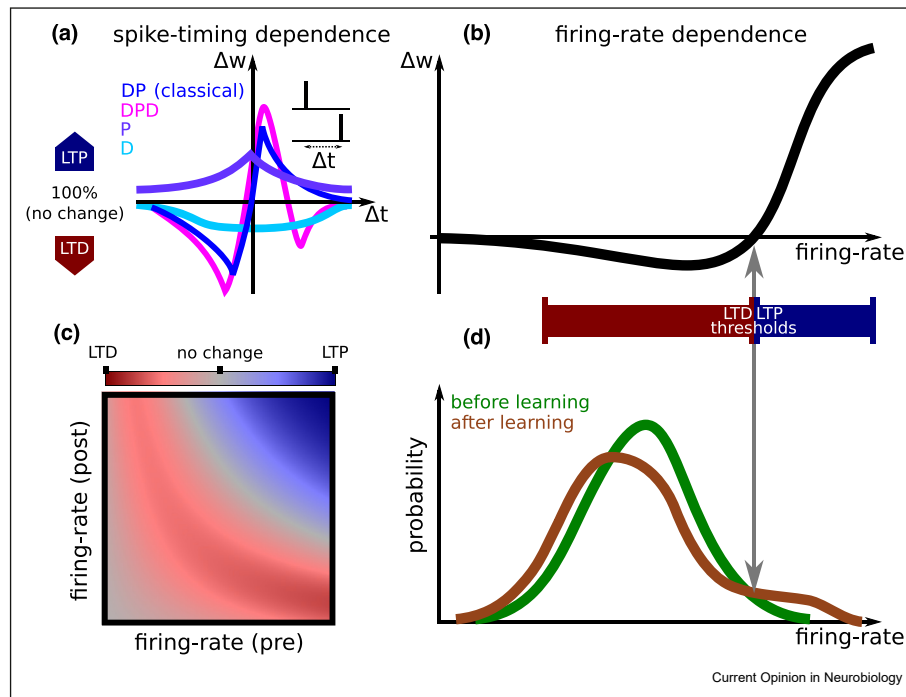 (a) spike-timing dependence
Δw
DP (classical)
DPD
P
D
Δt
LTP
100%
(no change)
LTD
Δt
(b) firing-rate dependence
Δw
firing-rate
LTD LTP
thresholds
(c)
LTD no change LTP
firing-rate (post)
firing-rate (pre)
(d)
before learning
after learning
probability
firing-rate
Current Opinion in Neurobiology